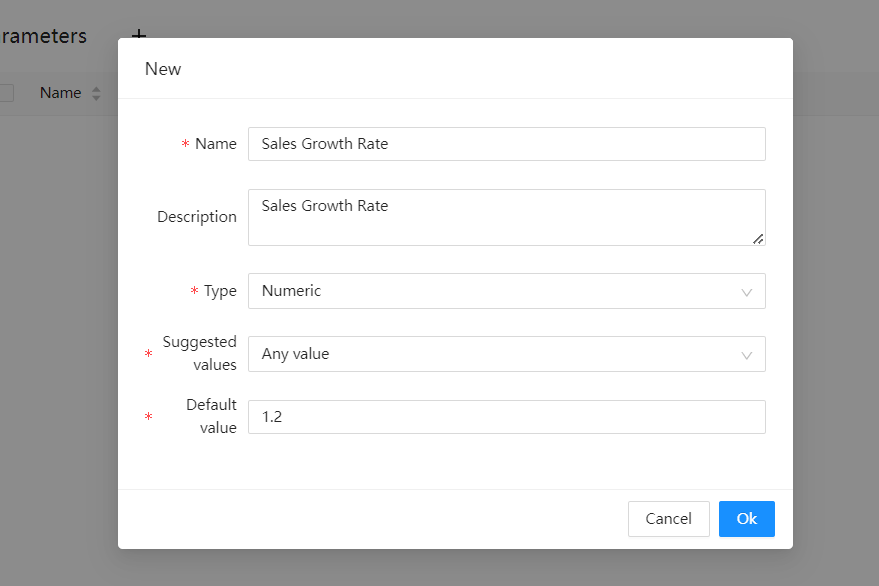 rameters +
Name
New
* Name Sales Growth Rate
Description Sales Growth Rate
* Type Numeric
* Suggested values Any value
* Default value 1.2
Cancel Ok